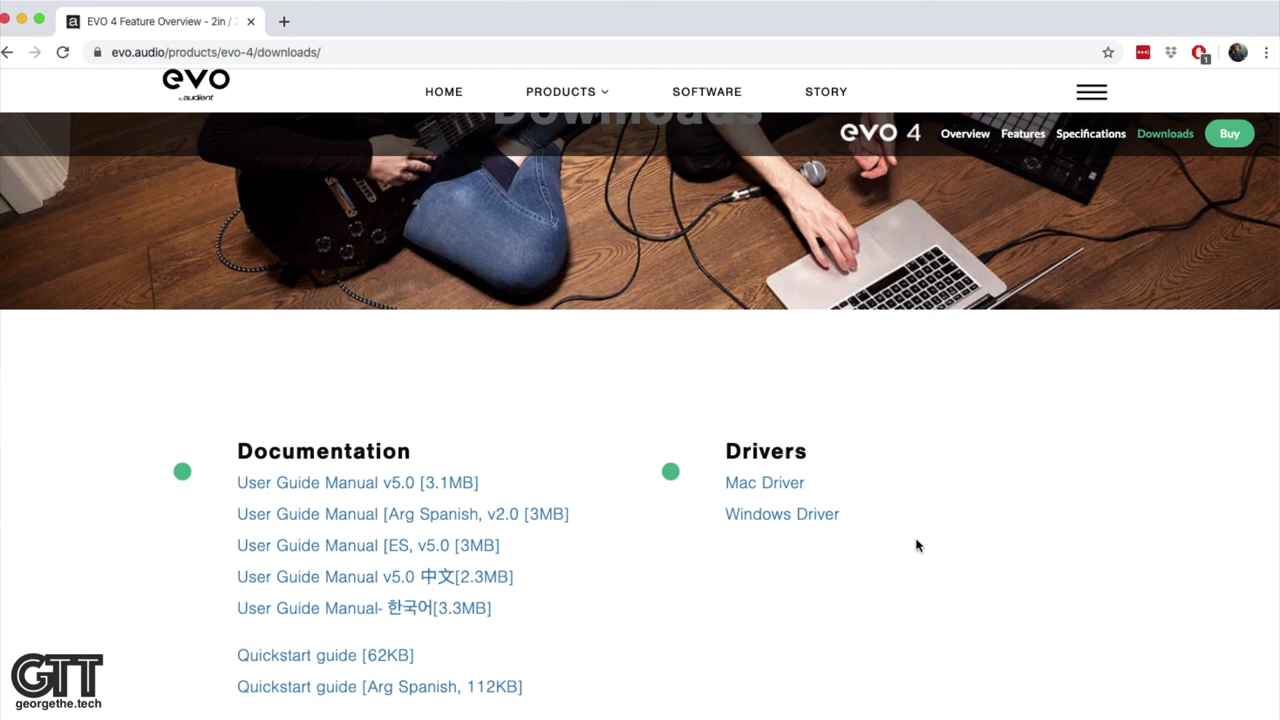 EVO 4 Feature Overview - 2in / 2
evo.audio/products/evo-4/downloads/
1
evo
by audient
HOME
PRODUCTS
SOFTWARE
STORY
Downloads
evo 4
Overview
Features
Specifications
Downloads
Buy
Documentation
User Guide Manual v5.0 [3.1MB]
User Guide Manual [Arg Spanish, v2.0 [3MB]
User Guide Manual [ES, v5.0 [3MB]
User Guide Manual v5.0 中文[2.3MB]
User Guide Manual- 한국어[3.3MB]
Quickstart guide [62KB]
Quickstart guide [Arg Spanish, 112KB]
Drivers
Mac Driver
Windows Driver
GTT
georgethe.tech